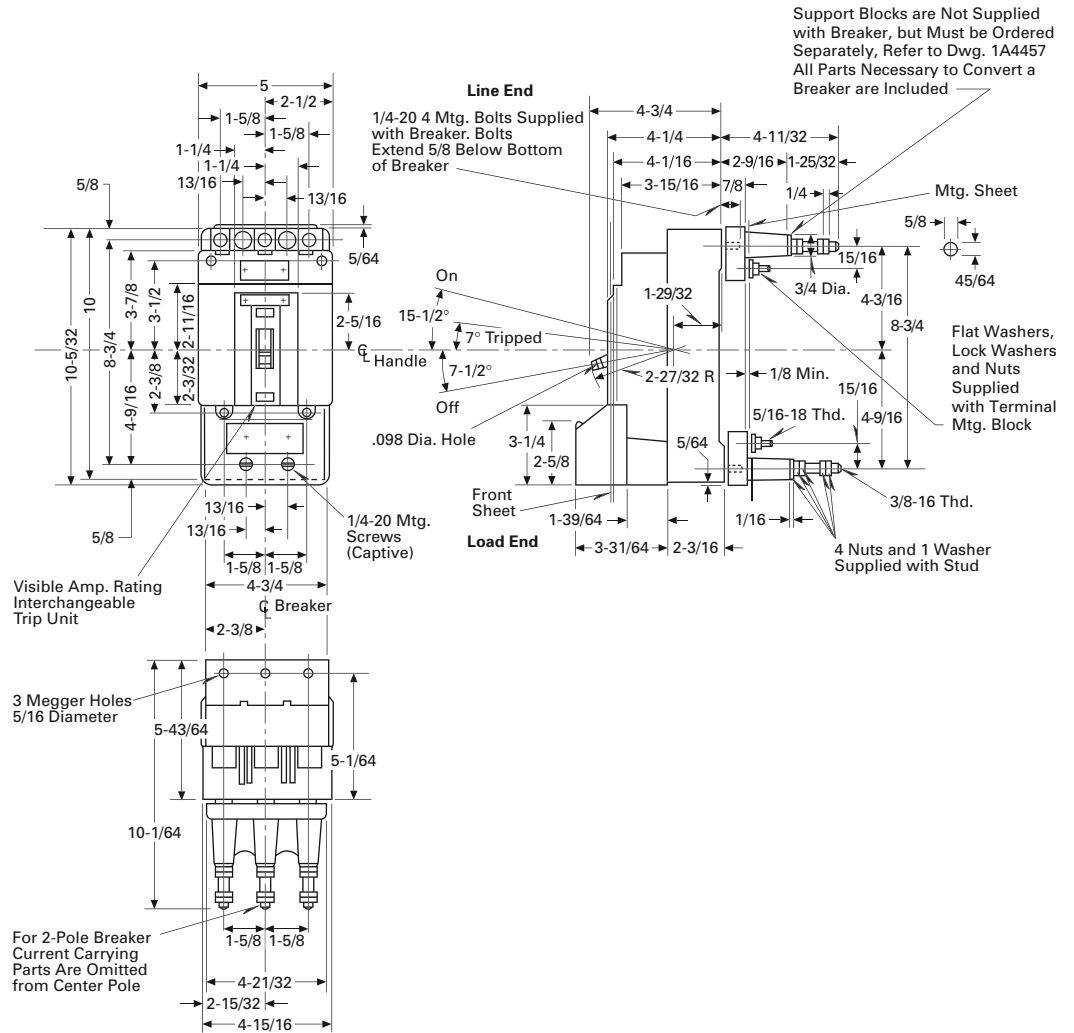 Support Blocks are Not Supplied
with Breaker, but Must be Ordered
Separately, Refer to Dwg. 1A4457
All Parts Necessary to Convert a
Breaker are Included
5
2-1/2
1-5/8
1-5/8
1-1/4
1-1/4
13/16
13/16
5/8
5/64
10-5/32
10
8-3/4
3-7/8
4-9/16
3-1/2
2-3/8
2-11/16
2-3/32
2-5/16
13/16
13/16
1-5/8
1-5/8
5/8
1/4-20 Mtg.
Screws
(Captive)
Visible Amp. Rating
Interchangeable
Trip Unit
4-3/4
℄ Breaker
2-3/8
Line End
1/4-20 4 Mtg. Bolts Supplied
with Breaker. Bolts
Extend 5/8 Below Bottom
of Breaker
4-3/4
4-1/4
4-11/32
4-1/16
2-9/16
1-25/32
3-15/16
7/8
1/4
Mtg. Sheet
5/8
45/64
15/16
3/4 Dia.
4-3/16
8-3/4
On
15-1/2°
7° Tripped
℄ Handle
7-1/2°
Off
1-29/32
2-27/32 R
1/8 Min.
.098 Dia. Hole
Flat Washers,
Lock Washers
and Nuts
Supplied
with Terminal
Mtg. Block
15/16
4-9/16
5/16-18 Thd.
3-1/4
2-5/8
5/64
Front
Sheet
1-39/64
Load End
3-31/64
2-3/16
1/16
3/8-16 Thd.
4 Nuts and 1 Washer
Supplied with Stud
3 Megger Holes
5/16 Diameter
5-43/64
5-1/64
10-1/64
For 2-Pole Breaker
Current Carrying
Parts Are Omitted
from Center Pole
1-5/8
1-5/8
4-21/32
2-15/32
4-15/16